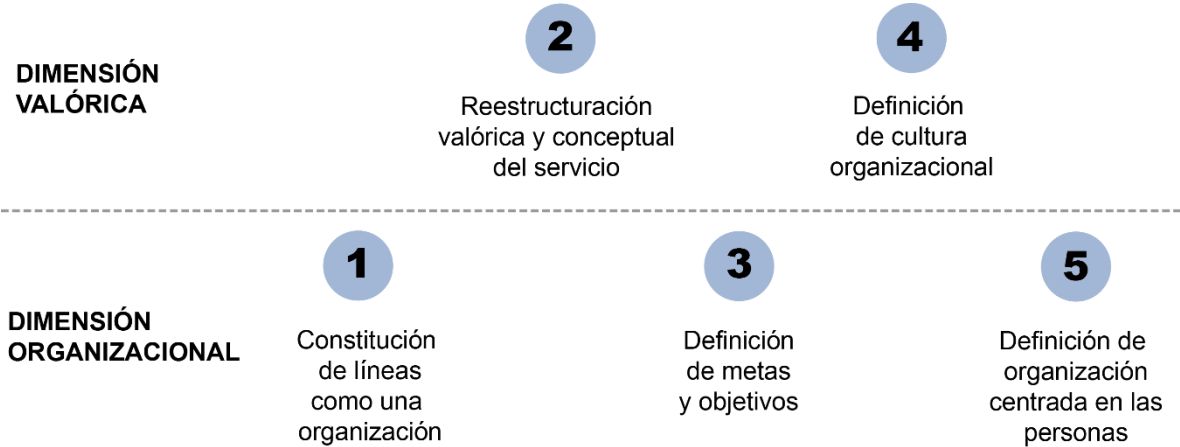 DIMENSIÓN
VALÓRICA
2
Reestructuración
valórica y conceptual
del servicio
4
Definición
de cultura
organizacional
DIMENSIÓN
ORGANIZACIONAL
1
Constitución
de líneas
como una
organización
3
Definición
de metas
y objetivos
5
Definición de
organización
centrada en las
personas